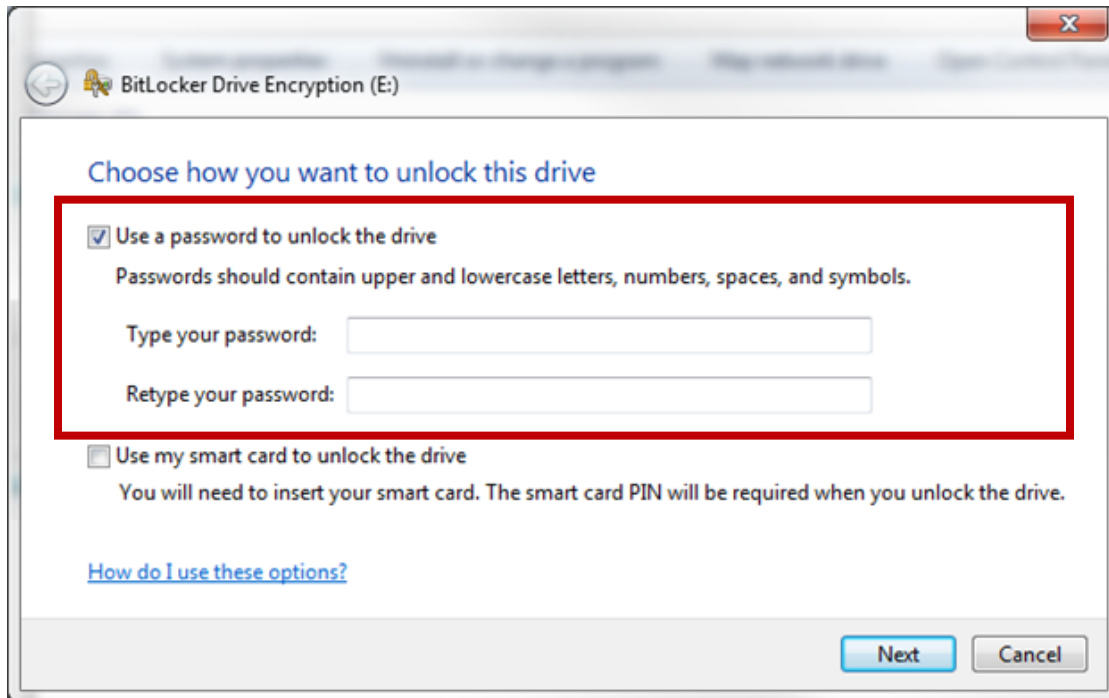 BitLocker Drive Encryption (E:)
Choose how you want to unlock this drive
Use a password to unlock the drive
Passwords should contain upper and lowercase letters, numbers, spaces, and symbols.
Type your password:
Retype your password:
Use my smart card to unlock the drive
You will need to insert your smart card. The smart card PIN will be required when you unlock the drive.
How do I use these options?
Next Cancel